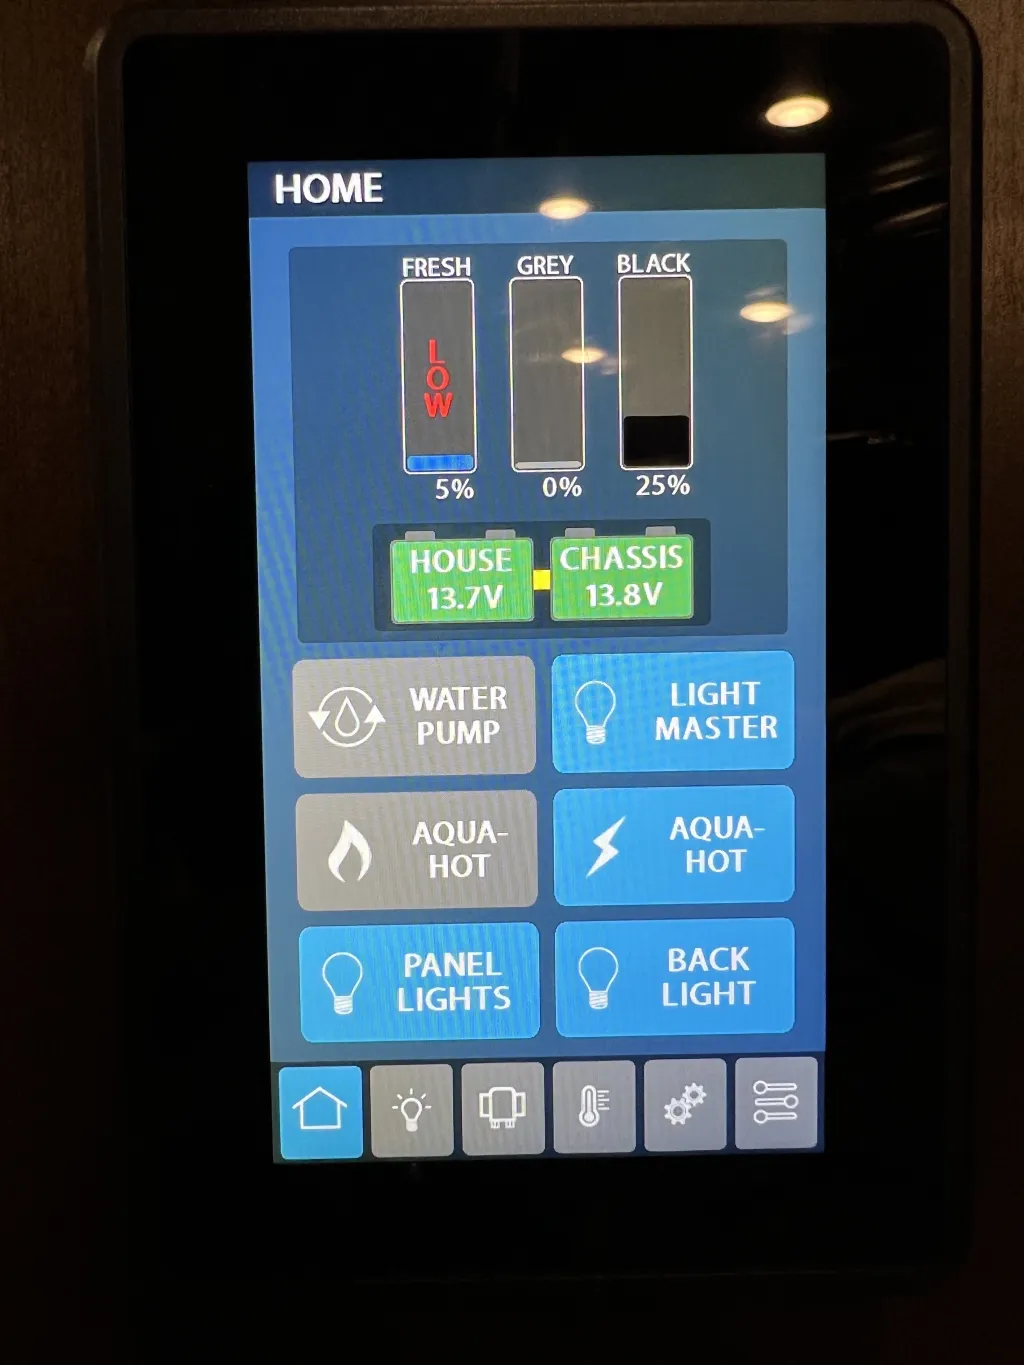 HOME
FRESH GREY BLACK
LOW
5% 0% 25%
HOUSE
13.7V
CHASSIS
13.8V
WATER
PUMP
LIGHT
MASTER
AQUA-
HOT
AQUA-
HOT
PANEL
LIGHTS
BACK
LIGHT